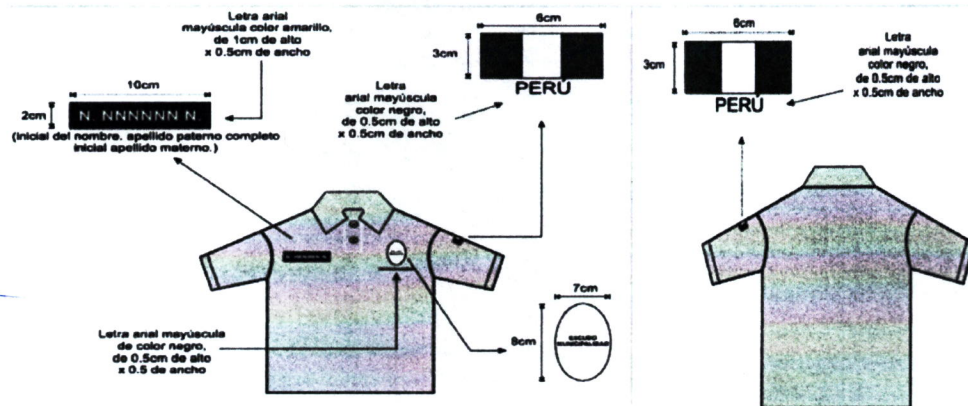 Letra arial
mayúscula color amarillo,
de 1cm de alto
x 0.5cm de ancho
10cm
2cm
N. NNNNNN N.
(Inicial del nombre. apellido paterno completo
inicial apellido materno.)
6cm
3cm
PERÚ
Letra
arial mayúscula
color negro,
de 0.5cm de alto
x 0.5cm de ancho
Letra arial mayúscula
de color negro,
de 0.5cm de alto
x 0.5 de ancho
7cm
8cm
ESCUDO
MUNICIPALIDAD
6cm
3cm
PERÚ
Letra
arial mayúscula
color negro,
de 0.5cm de alto
x 0.5cm de ancho